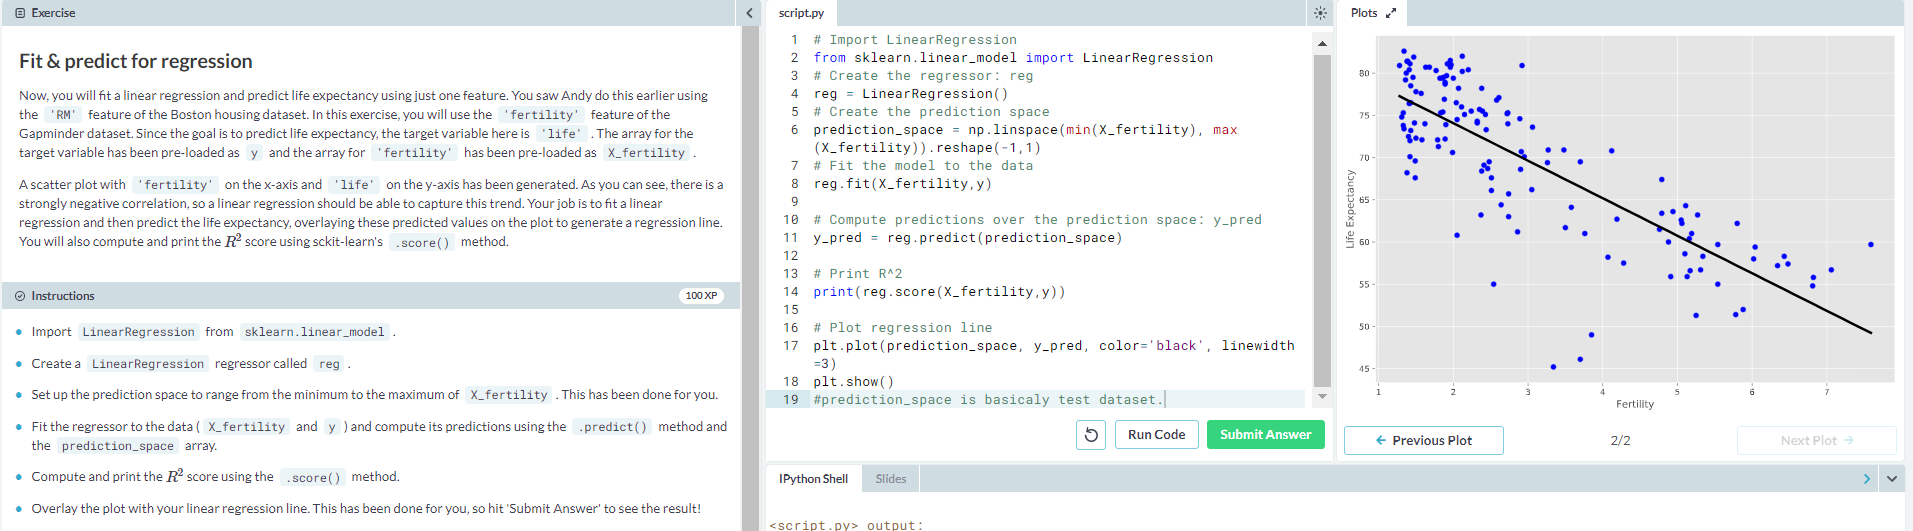 Exercise
Fit & predict for regression
Now, you will fit a linear regression and predict life expectancy using just one feature. You saw Andy do this earlier using
the 'RM' feature of the Boston housing dataset. In this exercise, you will use the 'fertility' feature of the
Gapminder dataset. Since the goal is to predict life expectancy, the target variable here is 'life' . The array for the
target variable has been pre-loaded as y and the array for 'fertility' has been pre-loaded as X_fertility .
A scatter plot with 'fertility' on the x-axis and 'life' on the y-axis has been generated. As you can see, there is a
strongly negative correlation, so a linear regression should be able to capture this trend. Your job is to fit a linear
regression and then predict the life expectancy, overlaying these predicted values on the plot to generate a regression line.
You will also compute and print the R² score using sckit-learn's .score() method.
Instructions
100 XP
Import LinearRegression from sklearn.linear_model .
Create a LinearRegression regressor called reg .
Set up the prediction space to range from the minimum to the maximum of X_fertility . This has been done for you.
Fit the regressor to the data ( X_fertility and y ) and compute its predictions using the .predict() method and
the prediction_space array.
Compute and print the R² score using the .score() method.
Overlay the plot with your linear regression line. This has been done for you, so hit 'Submit Answer' to see the result!
script.py
1 # Import LinearRegression
2 from sklearn.linear_model import LinearRegression
3 # Create the regressor: reg
4 reg = LinearRegression()
5 # Create the prediction space
6 prediction_space = np.linspace(min(X_fertility), max
(X_fertility)).reshape(-1,1)
7 # Fit the model to the data
8 reg.fit(X_fertility,y)
9
10 # Compute predictions over the prediction space: y_pred
11 y_pred = reg.predict(prediction_space)
12
13 # Print R^2
14 print(reg.score(X_fertility,y))
15
16 # Plot regression line
17 plt.plot(prediction_space, y_pred, color='black', linewidth
=3)
18 plt.show()
19 #prediction_space is basicaly test dataset.
Run Code
Submit Answer
IPython Shell
Slides
<script.py> output:
Plots
80
75
70
65
60
55
50
45
Life Expectancy
1 2 3 4 5 6 7
Fertility
← Previous Plot
2/2
Next Plot →